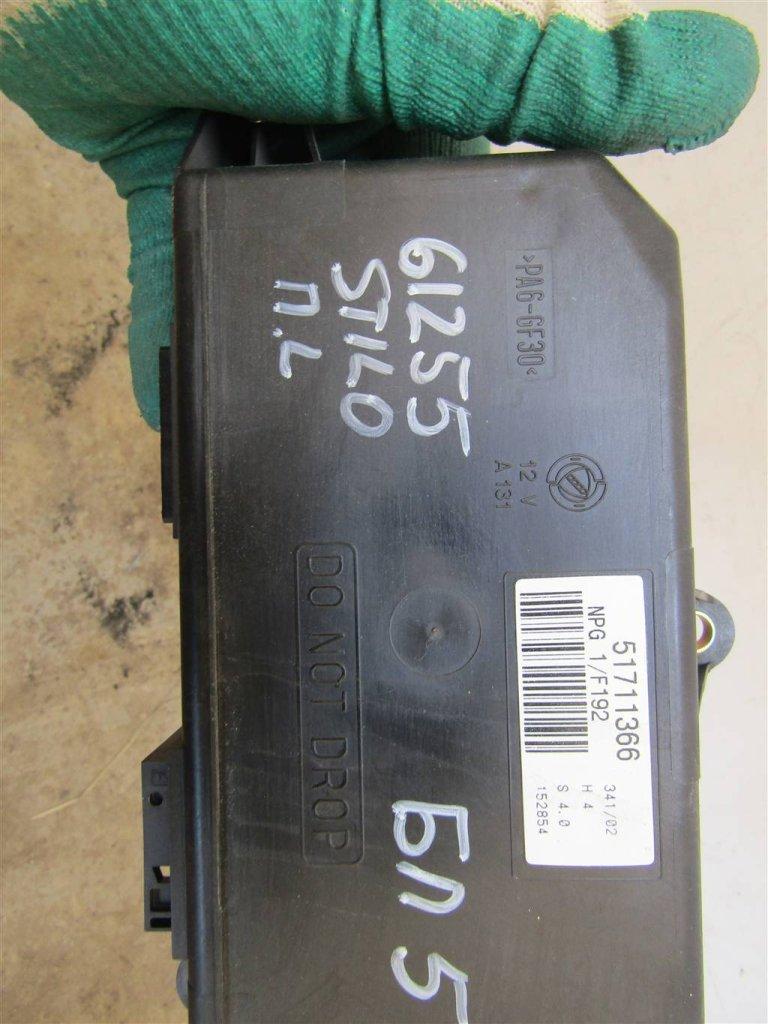 >PA6-GF30<
61255
STILO
П.L
12 V
A 131
DO NOT DROP
51711366
NPG 1/F192
341/02
H 4
S 4.0
152854
БЛ 5